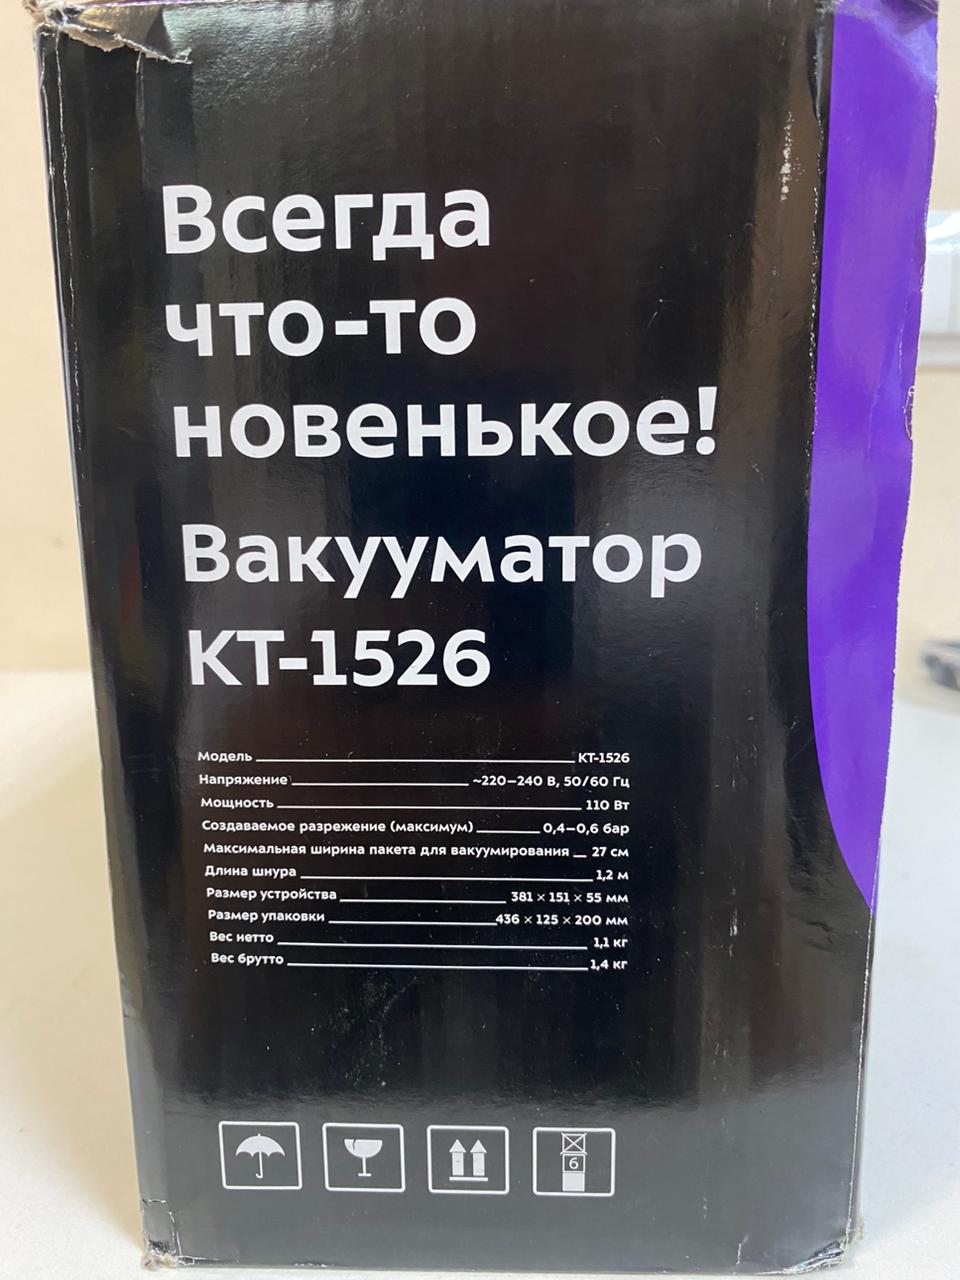 Всегда
что-то
новенькое!
Вакууматор
КТ-1526
Модель КТ-1526
Напряжение ~220–240 В, 50/60 Гц
Мощность 110 Вт
Создаваемое разрежение (максимум) 0,4–0,6 бар
Максимальная ширина пакета для вакуумирования 27 см
Длина шнура 1,2 м
Размер устройства 381 × 151 × 55 мм
Размер упаковки 436 × 125 × 200 мм
Вес нетто 1,1 кг
Вес брутто 1,4 кг
6